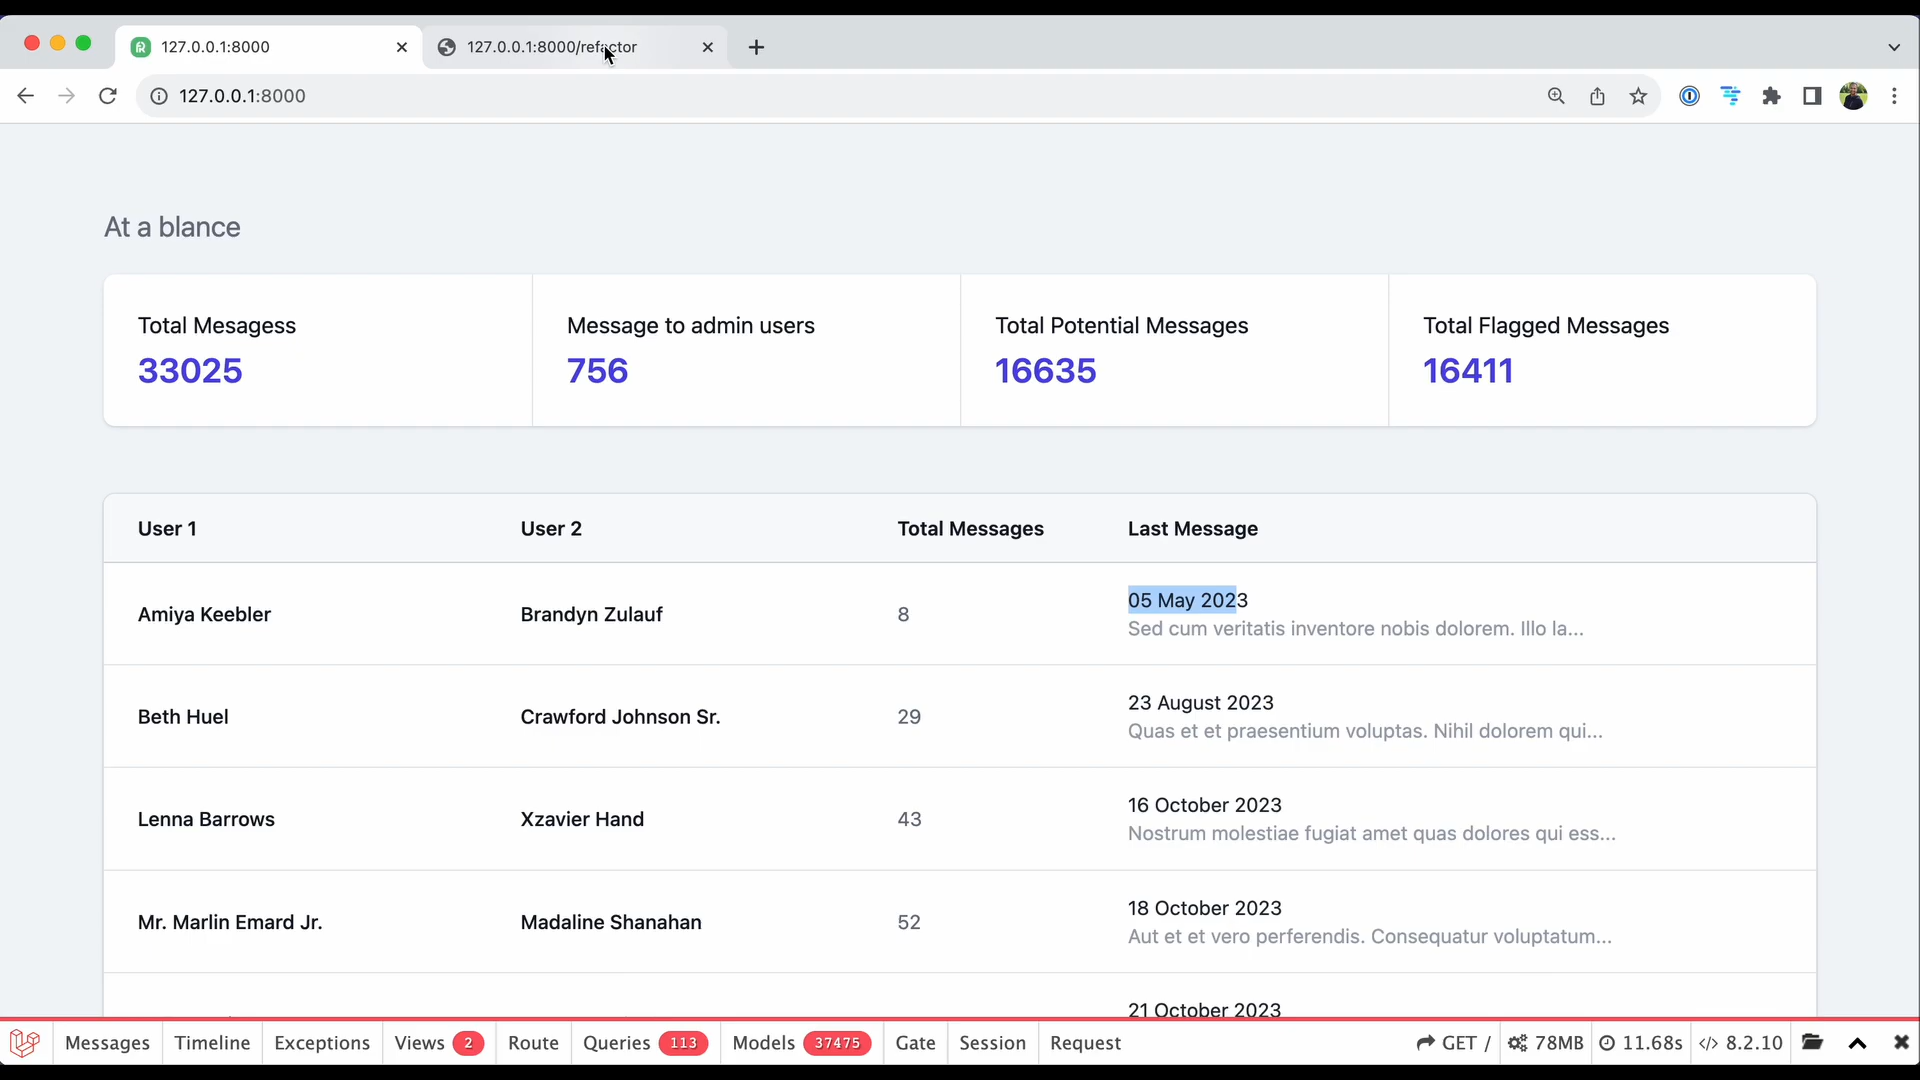 127.0.0.1:8000
127.0.0.1:8000/refactor
127.0.0.1:8000
At a blance
Total Mesagess
33025
Message to admin users
756
Total Potential Messages
16635
Total Flagged Messages
16411
User 1 User 2 Total Messages Last Message
Amiya Keebler Brandyn Zulauf 8 05 May 2023
Sed cum veritatis inventore nobis dolorem. Illo la...
Beth Huel Crawford Johnson Sr. 29 23 August 2023
Quas et et praesentium voluptas. Nihil dolorem qui...
Lenna Barrows Xzavier Hand 43 16 October 2023
Nostrum molestiae fugiat amet quas dolores qui ess...
Mr. Marlin Emard Jr. Madaline Shanahan 52 18 October 2023
Aut et et vero perferendis. Consequatur voluptatum...
21 October 2023
Messages Timeline Exceptions Views 2 Route Queries 113 Models 37475 Gate Session Request GET / 78MB 11.68s </> 8.2.10